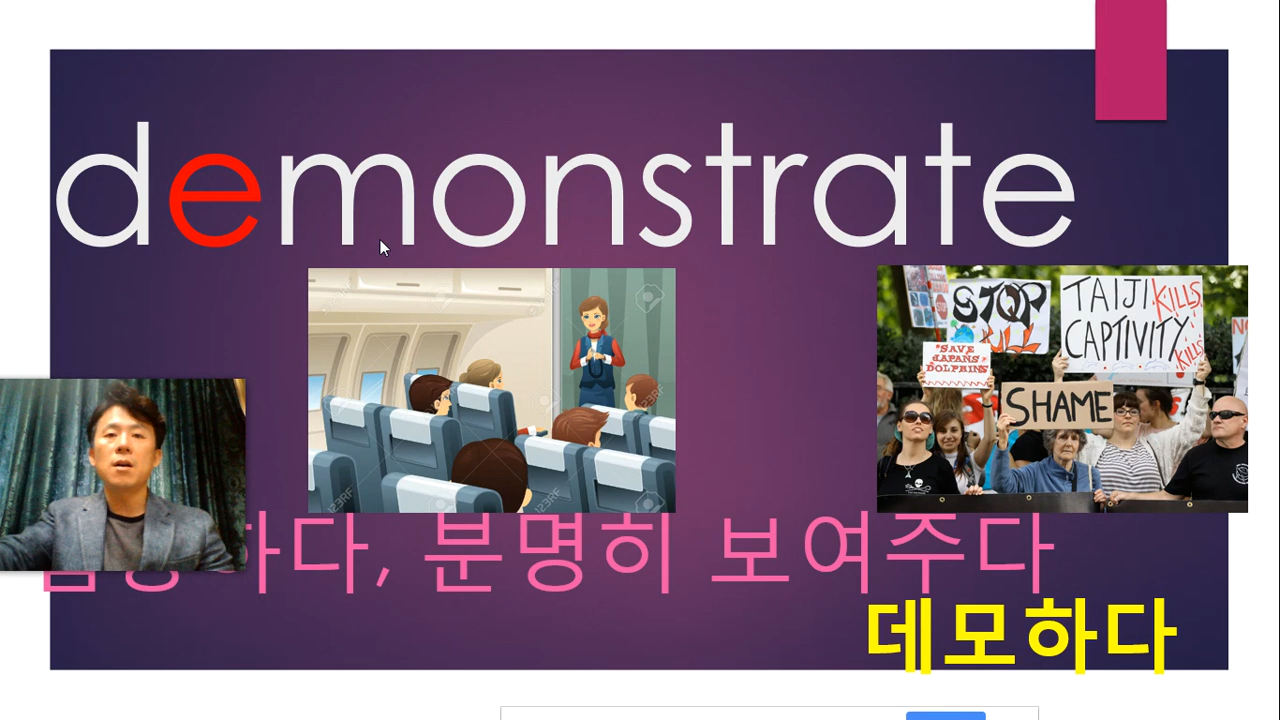 demonstrate
STOP
KILL
TAIJI KILLS
CAPTIVITY KILLS
"SAVE
JAPANS
DOLPHINS"
SHAME
하다, 분명히 보여주다
데모하다